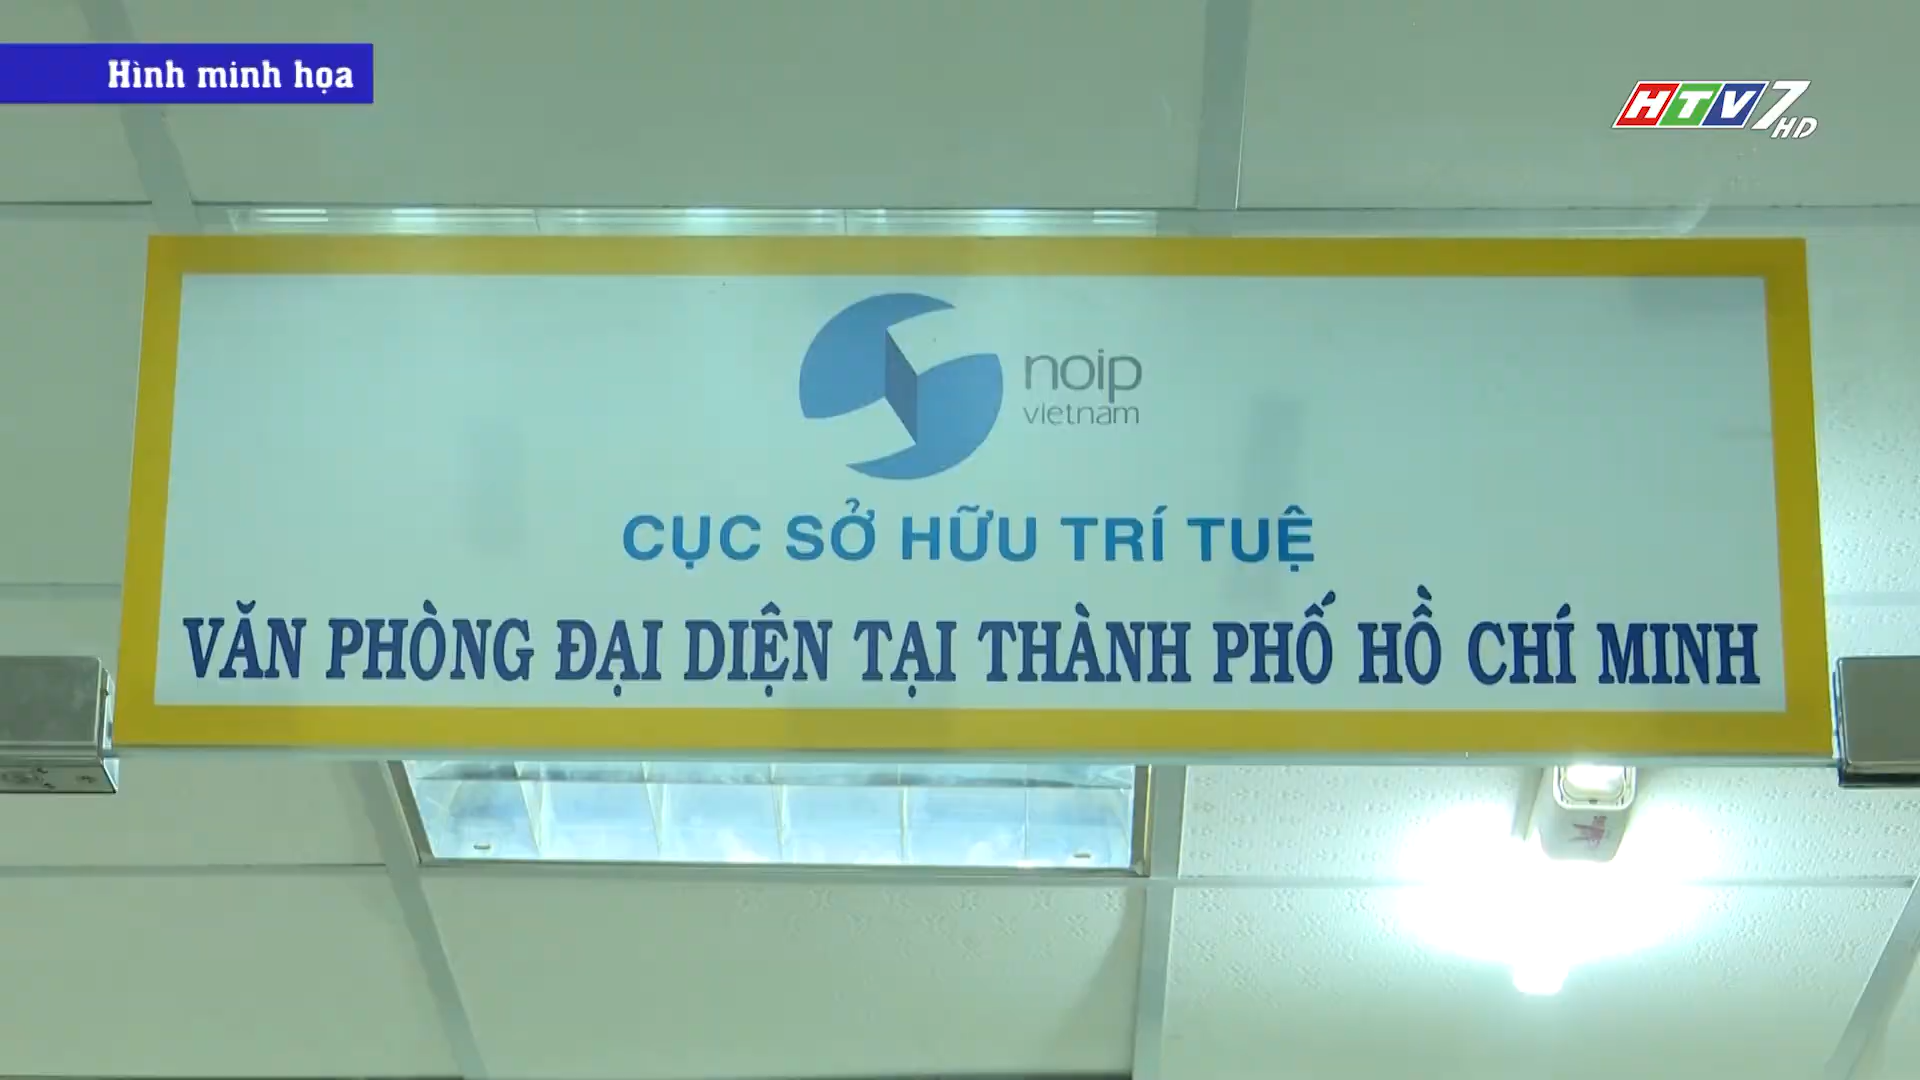 Hình minh họa
HTV7
HD
noip
vietnam
CỤC SỞ HỮU TRÍ TUỆ
VĂN PHÒNG ĐẠI DIỆN TẠI THÀNH PHỐ HỒ CHÍ MINH